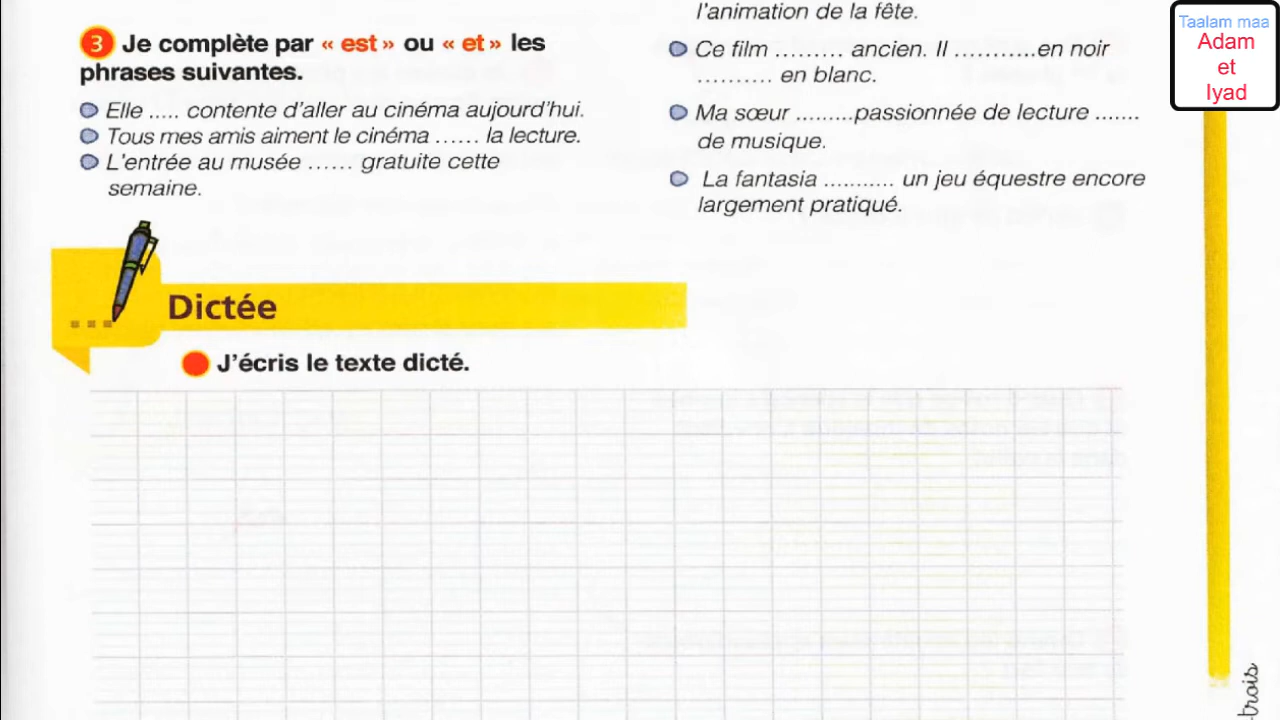 3 Je complète par « est » ou « et » les
phrases suivantes.
Elle ..... contente d'aller au cinéma aujourd'hui.
Tous mes amis aiment le cinéma ...... la lecture.
L'entrée au musée ...... gratuite cette
semaine.
l'animation de la fête.
Ce film ......... ancien. Il ...........en noir
.......... en blanc.
Ma sœur .........passionnée de lecture .......
de musique.
La fantasia ........... un jeu équestre encore
largement pratiqué.
Taalam maa
Adam
et
Iyad
Dictée
J'écris le texte dicté.
-trois